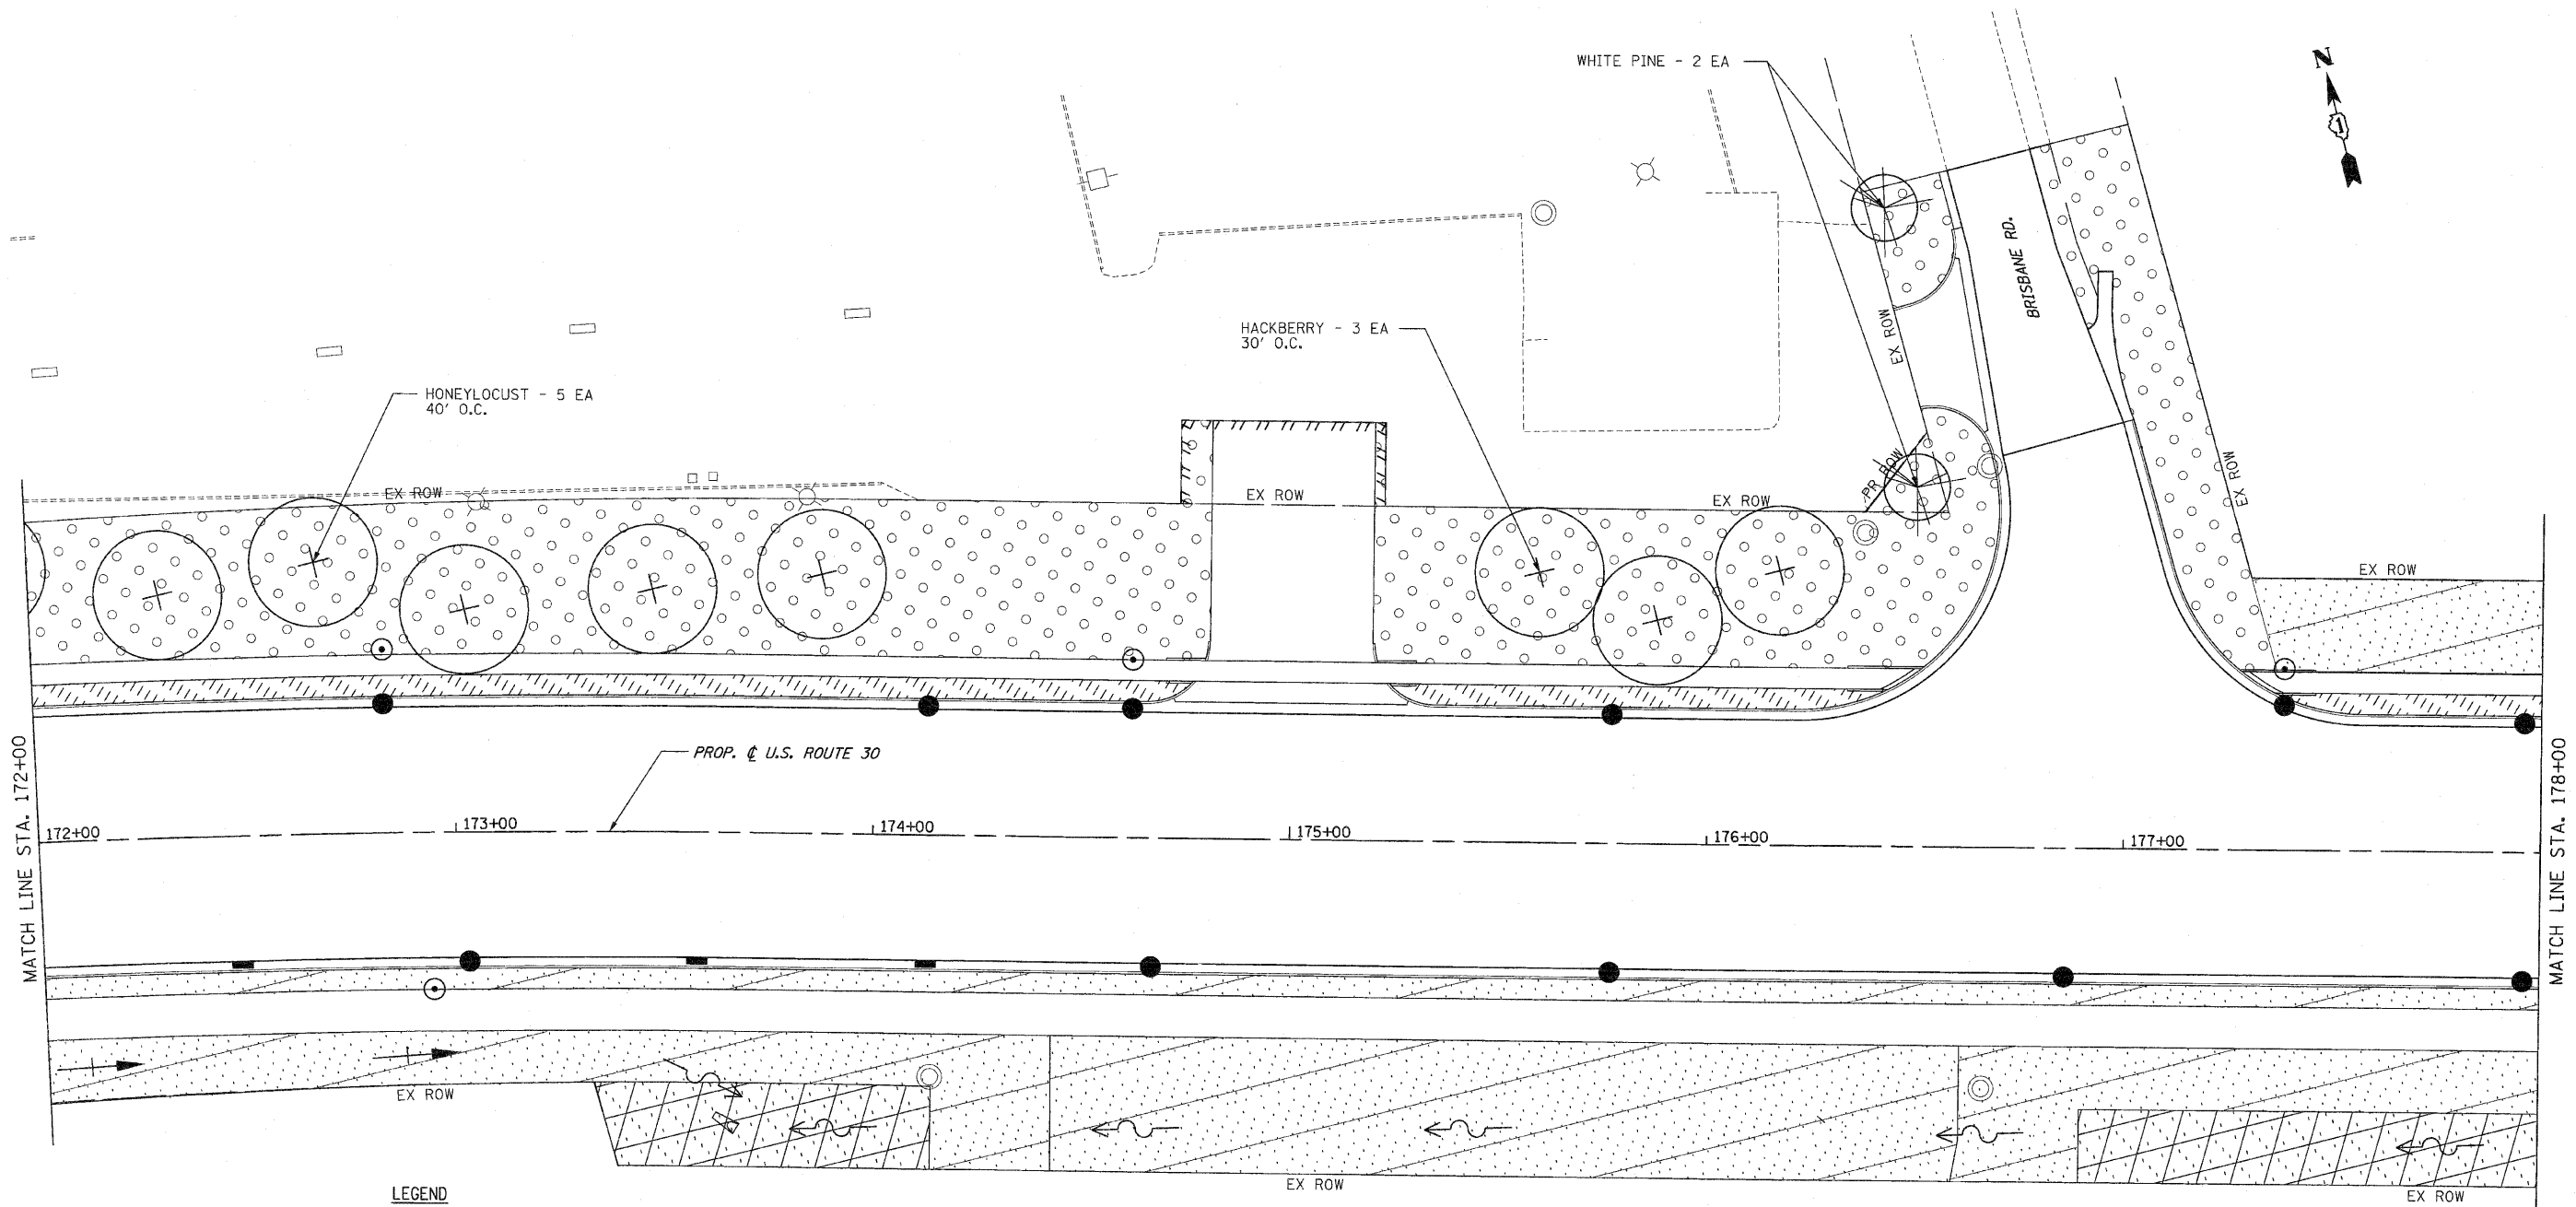 WHITE PINE - 2 EA
N
1
BRISBANE RD.
HACKBERRY - 3 EA
30' O.C.
EX ROW
HONEYLOCUST - 5 EA
40' O.C.
EX ROW
EX ROW
EX ROW
PR ROW
EX ROW
EX ROW
MATCH LINE STA. 172+00
PROP. ℄ U.S. ROUTE 30
172+00
173+00
174+00
175+00
176+00
177+00
MATCH LINE STA. 178+00
EX ROW
EX ROW
EX ROW
LEGEND